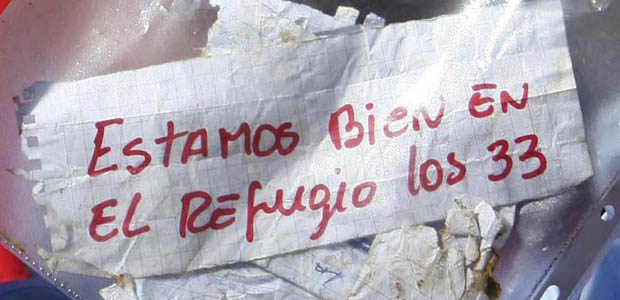 ESTAMOS BiEN EN
EL REfugio los 33